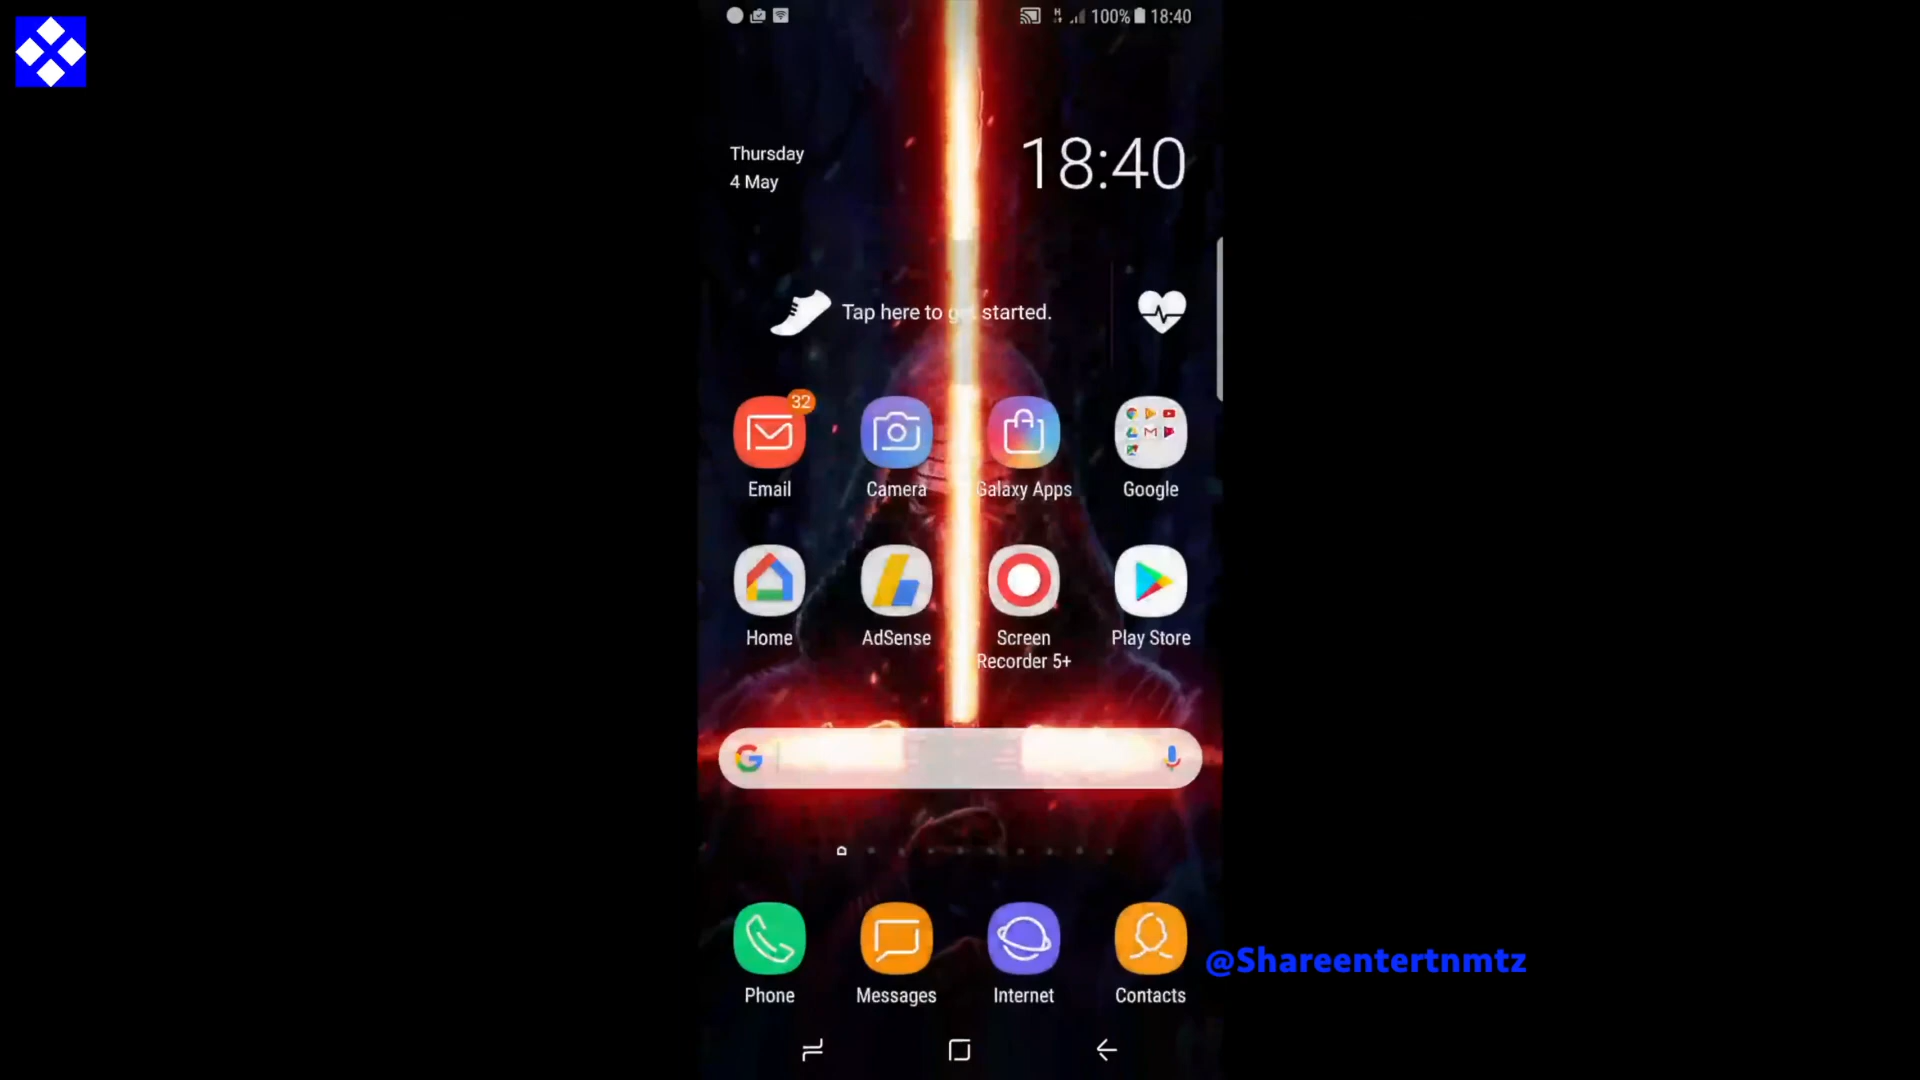 H 100% 18:40
Thursday
4 May
18:40
Tap here to get started.
32
Email
Camera
Galaxy Apps
Google
Home
AdSense
Screen
Recorder 5+
Play Store
Phone
Messages
Internet
Contacts
@Shareentertnmtz